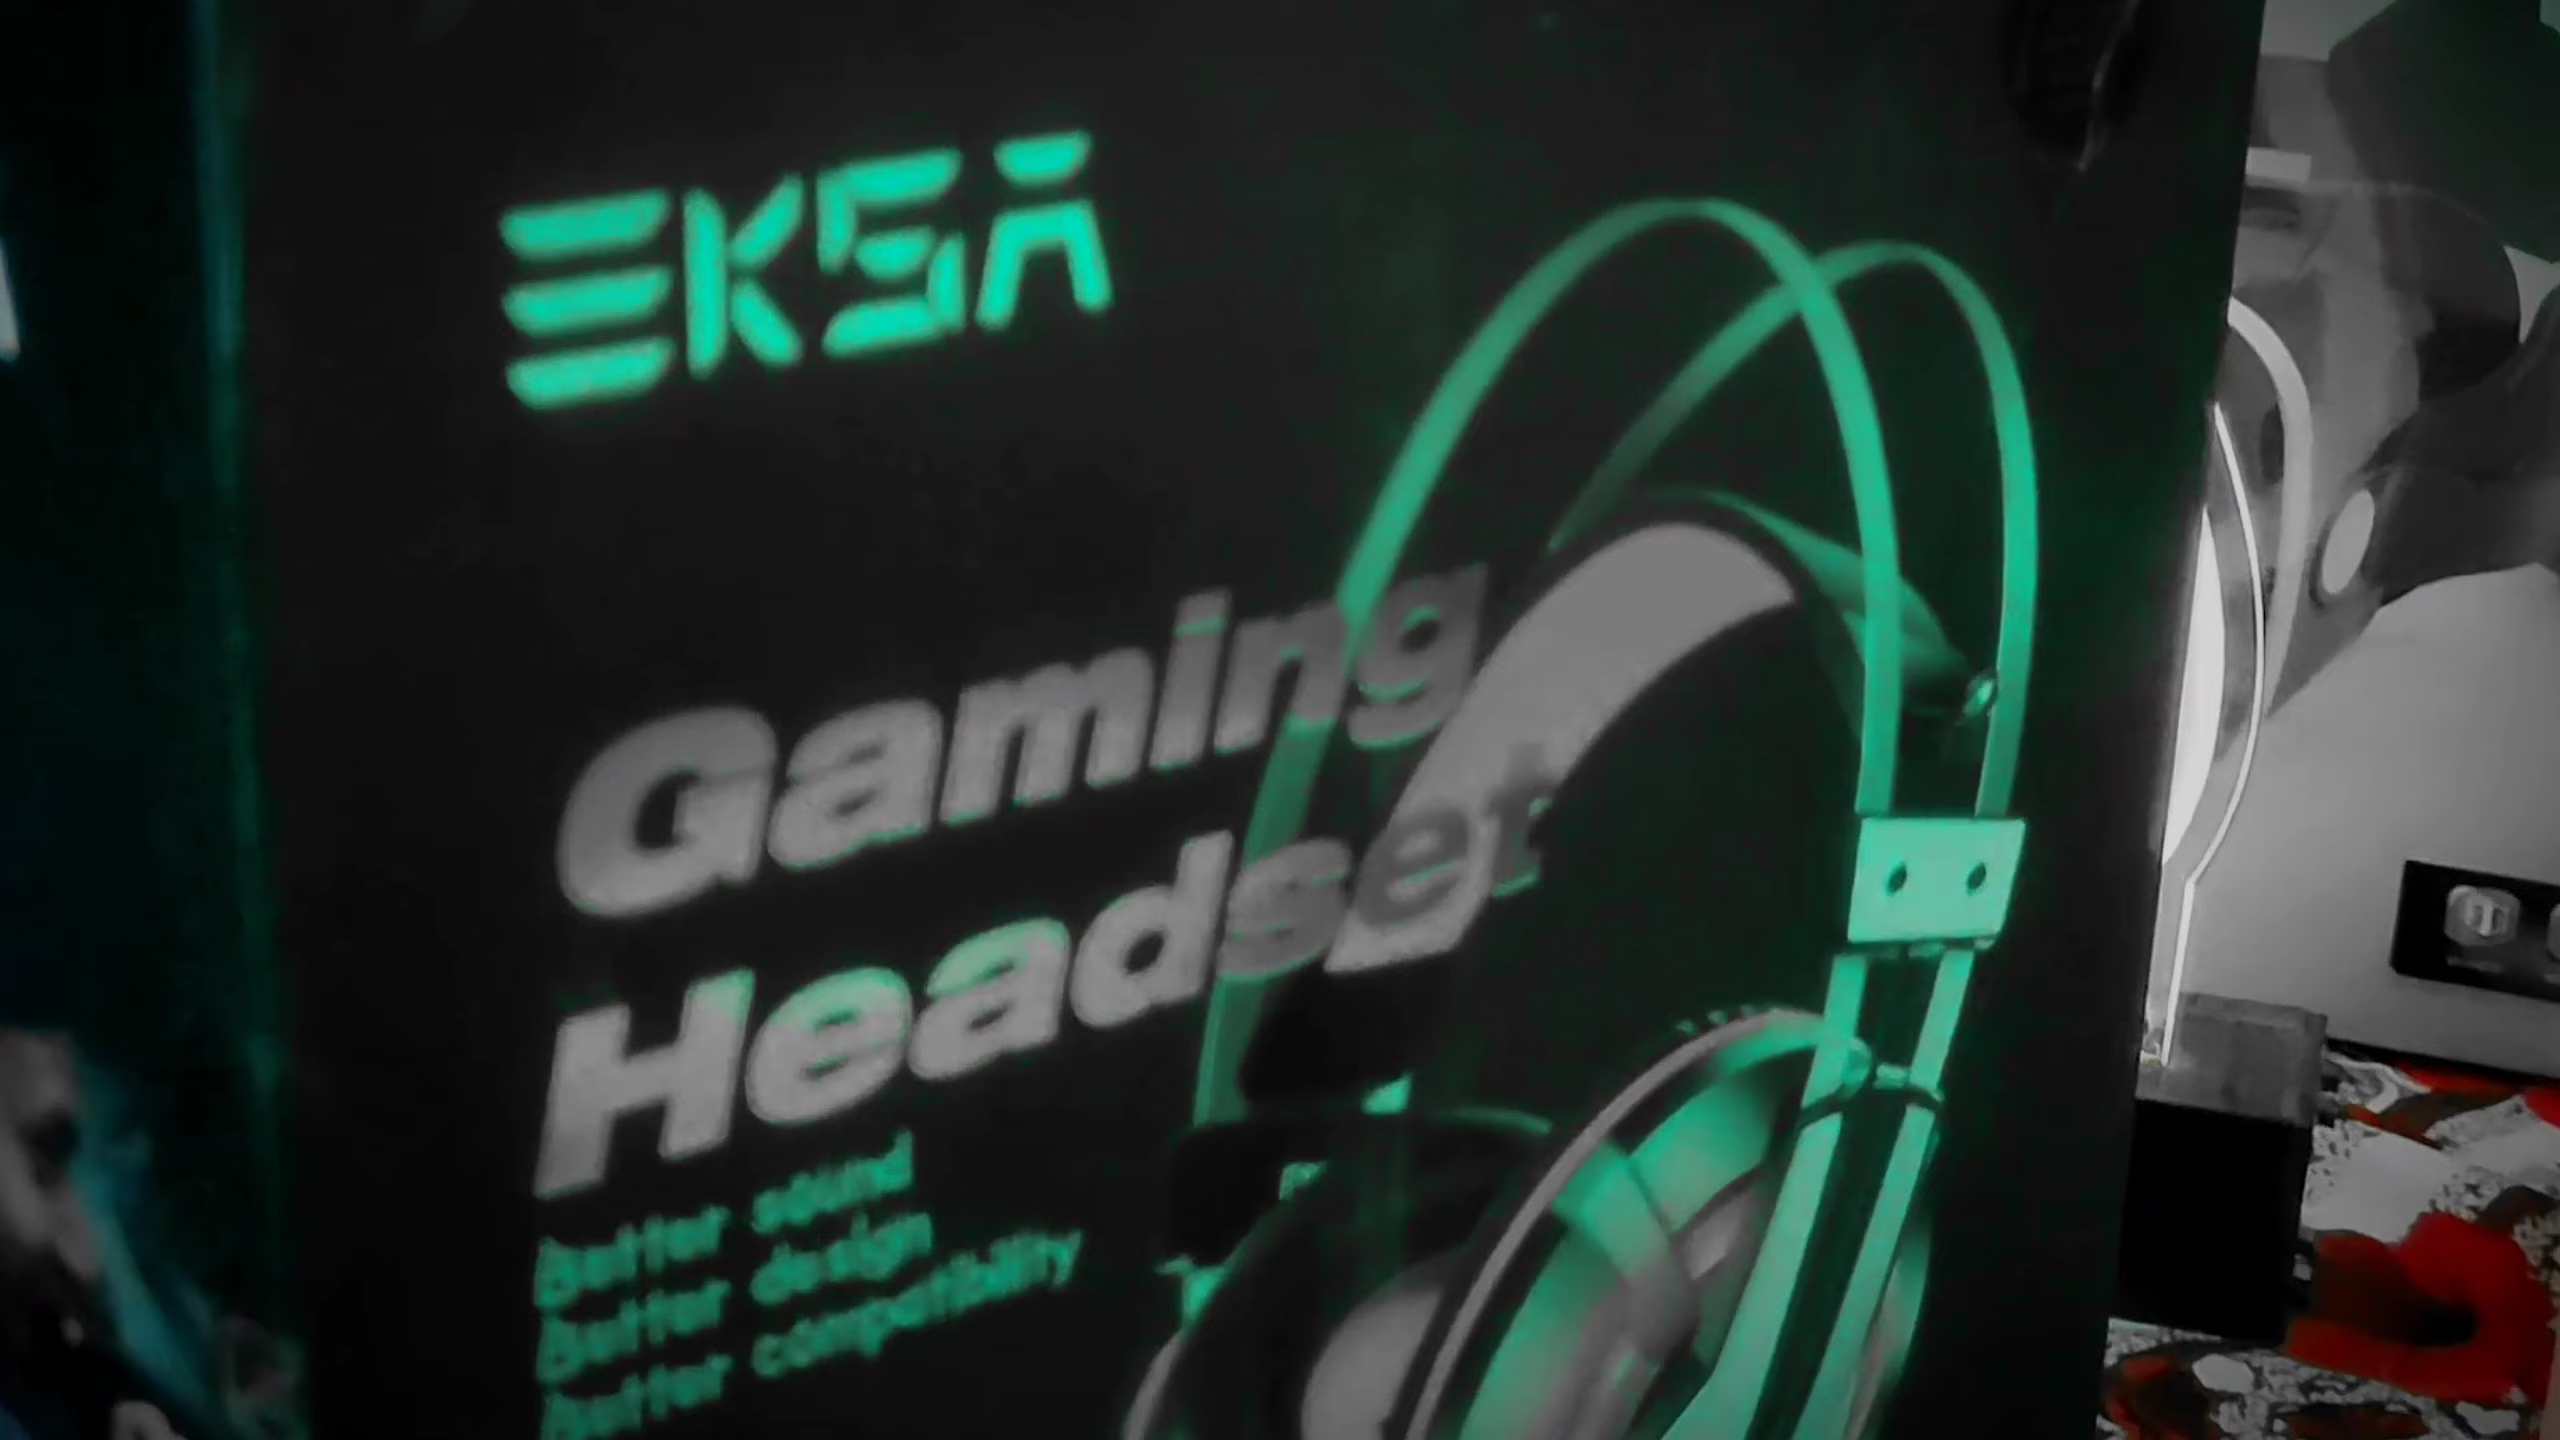 EKSA
Gaming
Headset
better sound
better design
better compatibility